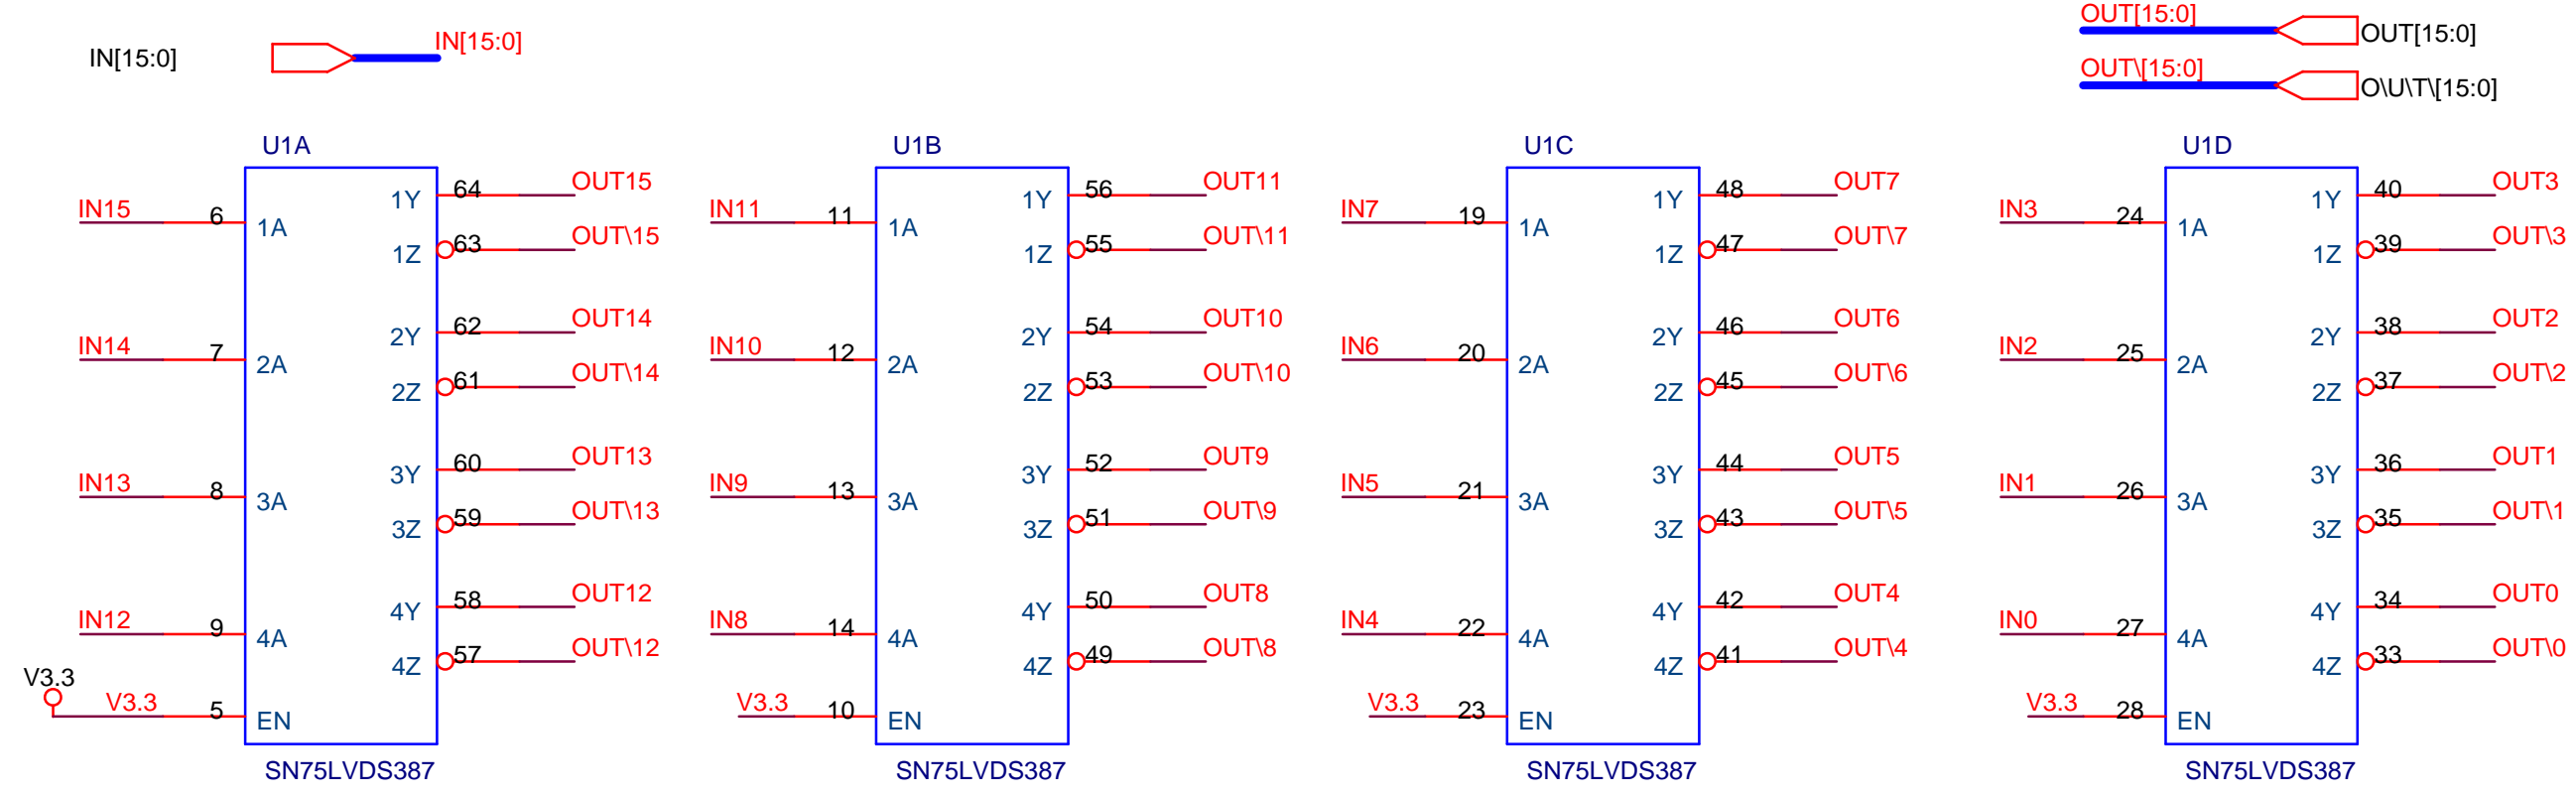 IN[15:0]
IN[15:0]
OUT[15:0]
OUT[15:0]
OUT\[15:0]
O\U\T\[15:0]
U1A
IN15 6 1A
1Y 64 OUT15
1Z 63 OUT\15
IN14 7 2A
2Y 62 OUT14
2Z 61 OUT\14
IN13 8 3A
3Y 60 OUT13
3Z 59 OUT\13
IN12 9 4A
4Y 58 OUT12
4Z 57 OUT\12
V3.3
V3.3 5 EN
SN75LVDS387
U1B
IN11 11 1A
1Y 56 OUT11
1Z 55 OUT\11
IN10 12 2A
2Y 54 OUT10
2Z 53 OUT\10
IN9 13 3A
3Y 52 OUT9
3Z 51 OUT\9
IN8 14 4A
4Y 50 OUT8
4Z 49 OUT\8
V3.3 10 EN
SN75LVDS387
U1C
IN7 19 1A
1Y 48 OUT7
1Z 47 OUT\7
IN6 20 2A
2Y 46 OUT6
2Z 45 OUT\6
IN5 21 3A
3Y 44 OUT5
3Z 43 OUT\5
IN4 22 4A
4Y 42 OUT4
4Z 41 OUT\4
V3.3 23 EN
SN75LVDS387
U1D
IN3 24 1A
1Y 40 OUT3
1Z 39 OUT\3
IN2 25 2A
2Y 38 OUT2
2Z 37 OUT\2
IN1 26 3A
3Y 36 OUT1
3Z 35 OUT\1
IN0 27 4A
4Y 34 OUT0
4Z 33 OUT\0
V3.3 28 EN
SN75LVDS387